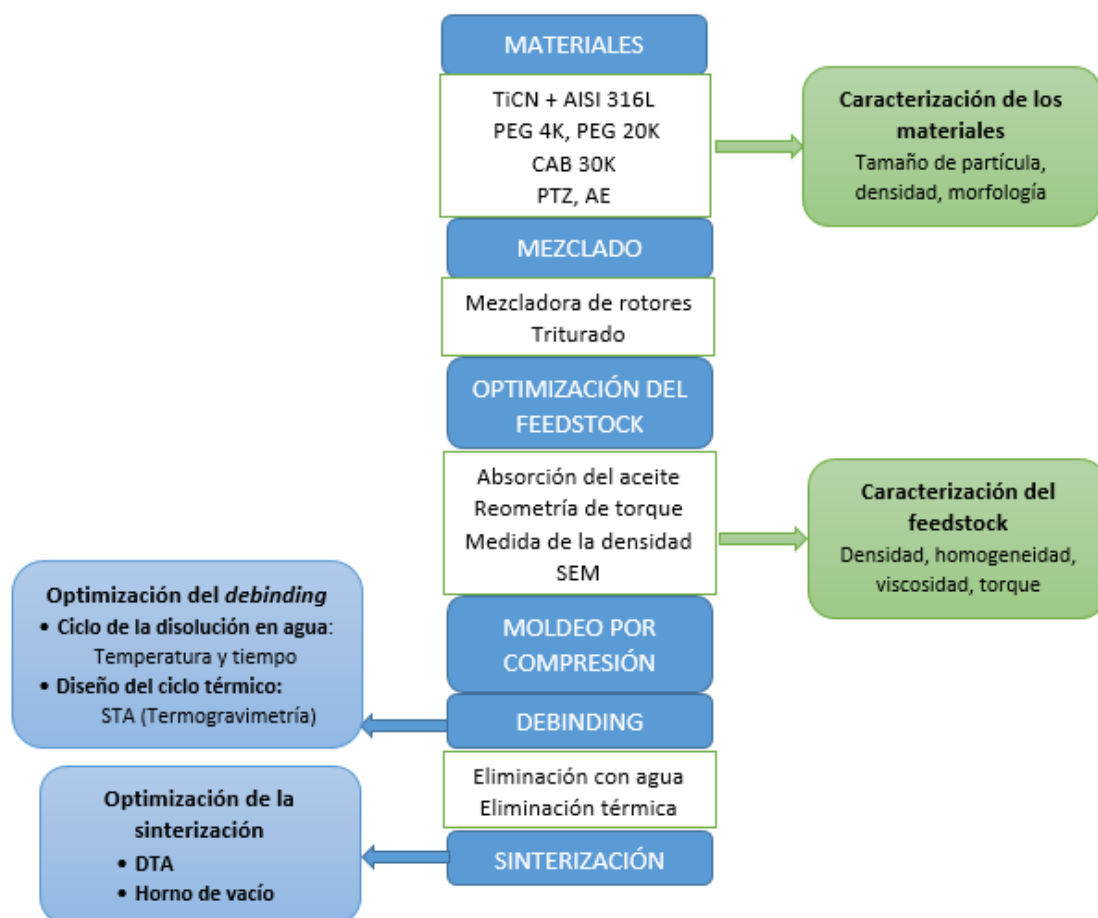 MATERIALES
TiCN + AISI 316L
PEG 4K, PEG 20K
CAB 30K
PTZ, AE
Caracterización de los
materiales
Tamaño de partícula,
densidad, morfología
MEZCLADO
Mezcladora de rotores
Triturado
OPTIMIZACIÓN DEL
FEEDSTOCK
Absorción del aceite
Reometría de torque
Medida de la densidad
SEM
Caracterización del
feedstock
Densidad, homogeneidad,
viscosidad, torque
MOLDEO POR
COMPRESIÓN
DEBINDING
Optimización del debinding
• Ciclo de la disolución en agua:
Temperatura y tiempo
• Diseño del ciclo térmico:
STA (Termogravimetría)
Eliminación con agua
Eliminación térmica
SINTERIZACIÓN
Optimización de la
sinterización
• DTA
• Horno de vacío